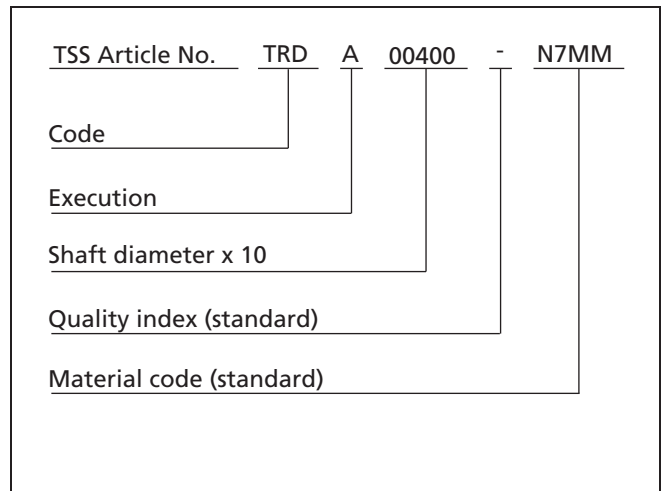 TSS Article No. TRD A 00400 - N7MM
Code
Execution
Shaft diameter x 10
Quality index (standard)
Material code (standard)